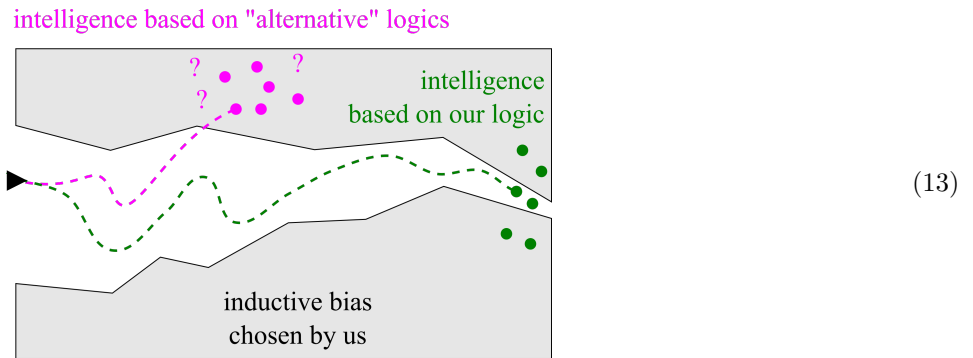 intelligence based on "alternative" logics
? ?
?
intelligence
based on our logic
(13)
inductive bias
chosen by us